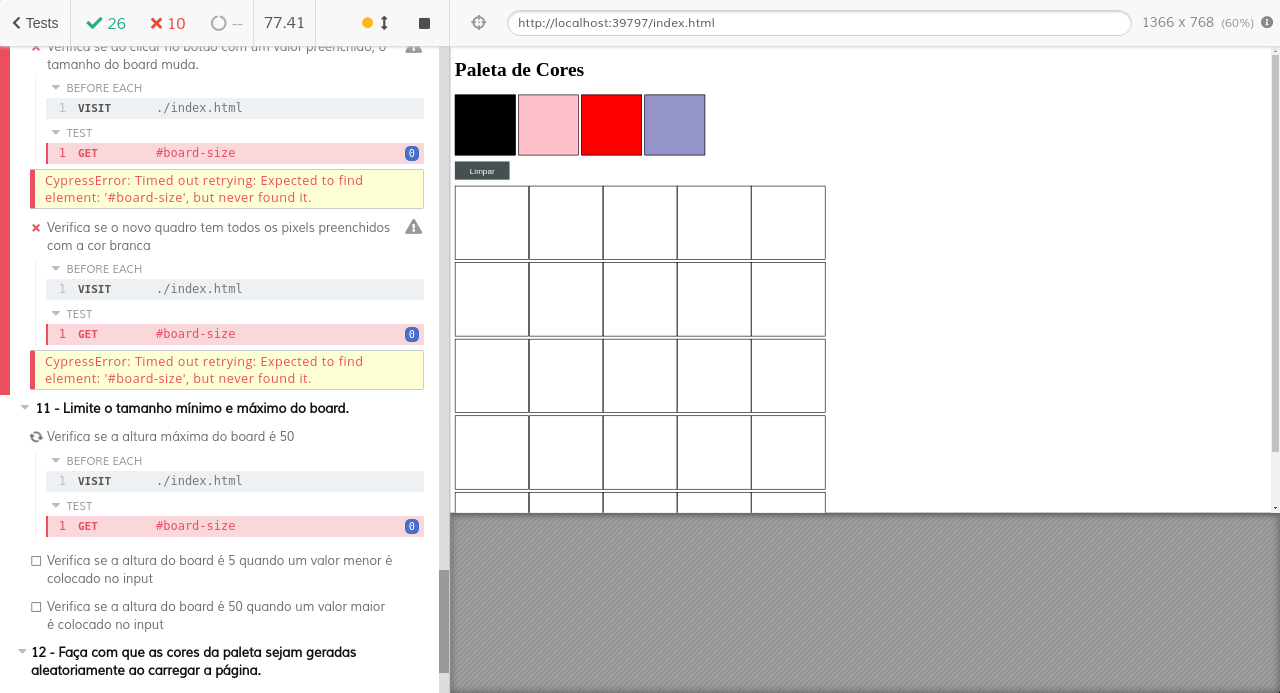 Tests 26 10 -- 77.41 http://localhost:39797/index.html 1366 x 768 (60%)
Verifica se ao clicar no botão com um valor preenchido, o
tamanho do board muda.
BEFORE EACH
1 VISIT ./index.html
TEST
1 GET #board-size 0
CypressError: Timed out retrying: Expected to find
element: '#board-size', but never found it.
Verifica se o novo quadro tem todos os pixels preenchidos
com a cor branca
BEFORE EACH
1 VISIT ./index.html
TEST
1 GET #board-size 0
CypressError: Timed out retrying: Expected to find
element: '#board-size', but never found it.
11 - Limite o tamanho mínimo e máximo do board.
Verifica se a altura máxima do board é 50
BEFORE EACH
1 VISIT ./index.html
TEST
1 GET #board-size 0
Verifica se a altura do board é 5 quando um valor menor é
colocado no input
Verifica se a altura do board é 50 quando um valor maior
é colocado no input
12 - Faça com que as cores da paleta sejam geradas
aleatoriamente ao carregar a página.
Paleta de Cores
Limpar